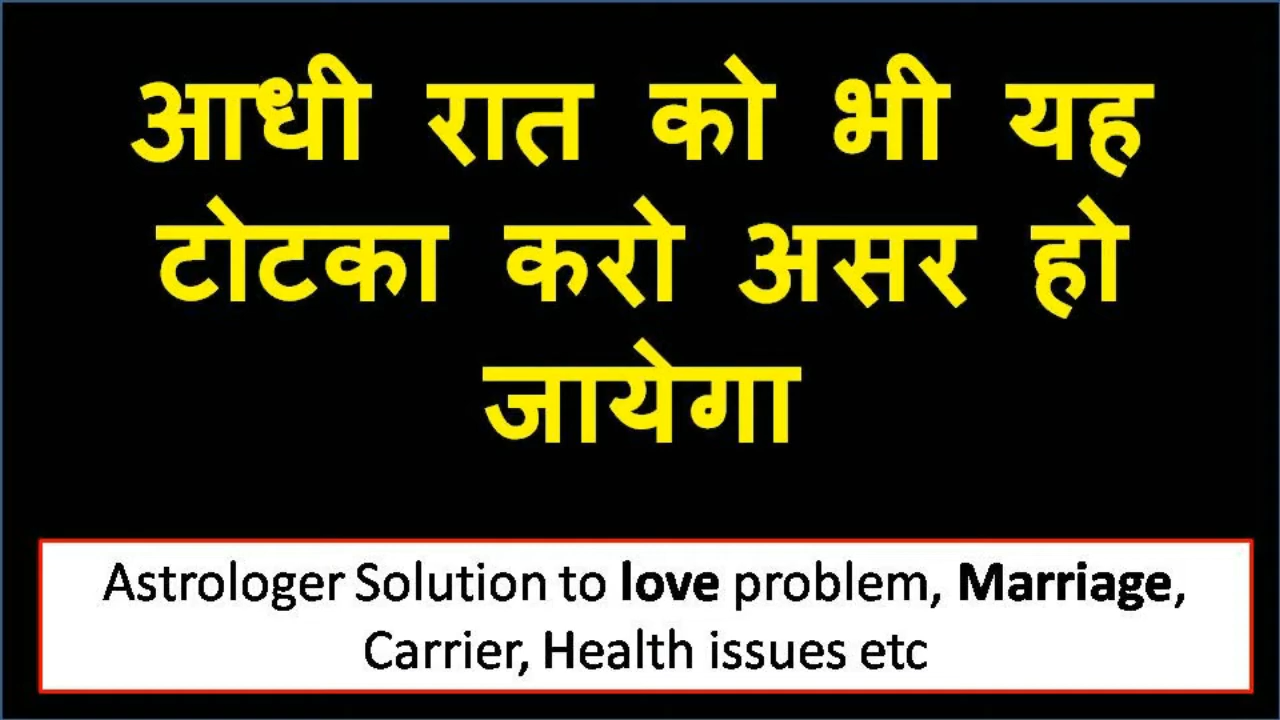 आधी रात को भी यह
टोटका करो असर हो
जायेगा
Astrologer Solution to love problem, Marriage,
Carrier, Health issues etc